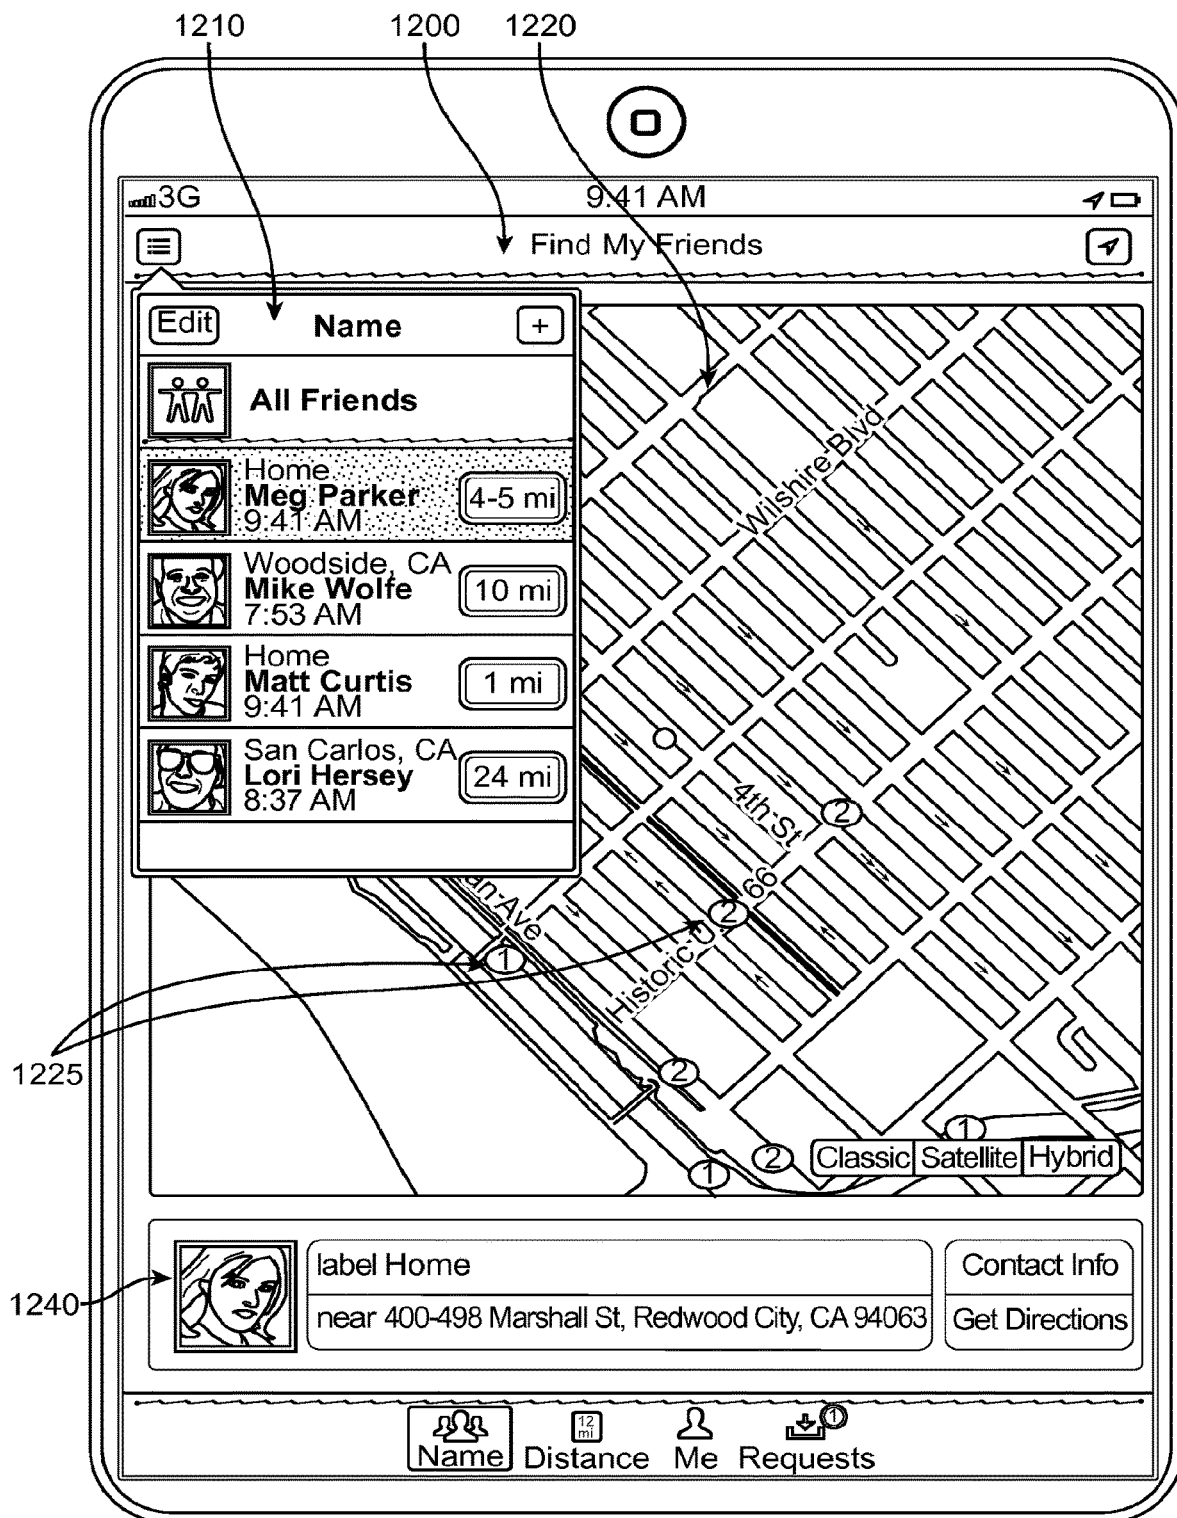 1210 1200 1220
3G 9:41 AM
Find My Friends
Edit Name +
All Friends
Home
Meg Parker 4-5 mi
9:41 AM
Woodside, CA
Mike Wolfe 10 mi
7:53 AM
Home
Matt Curtis 1 mi
9:41 AM
San Carlos, CA
Lori Hersey 24 mi
8:37 AM
Wilshire Blvd
4th St
2
66
2
Historic
an Ave
1
1225
2
1
2
1
Classic Satellite Hybrid
1240
label Home
near 400-498 Marshall St, Redwood City, CA 94063
Contact Info
Get Directions
12
mi
1
Name Distance Me Requests